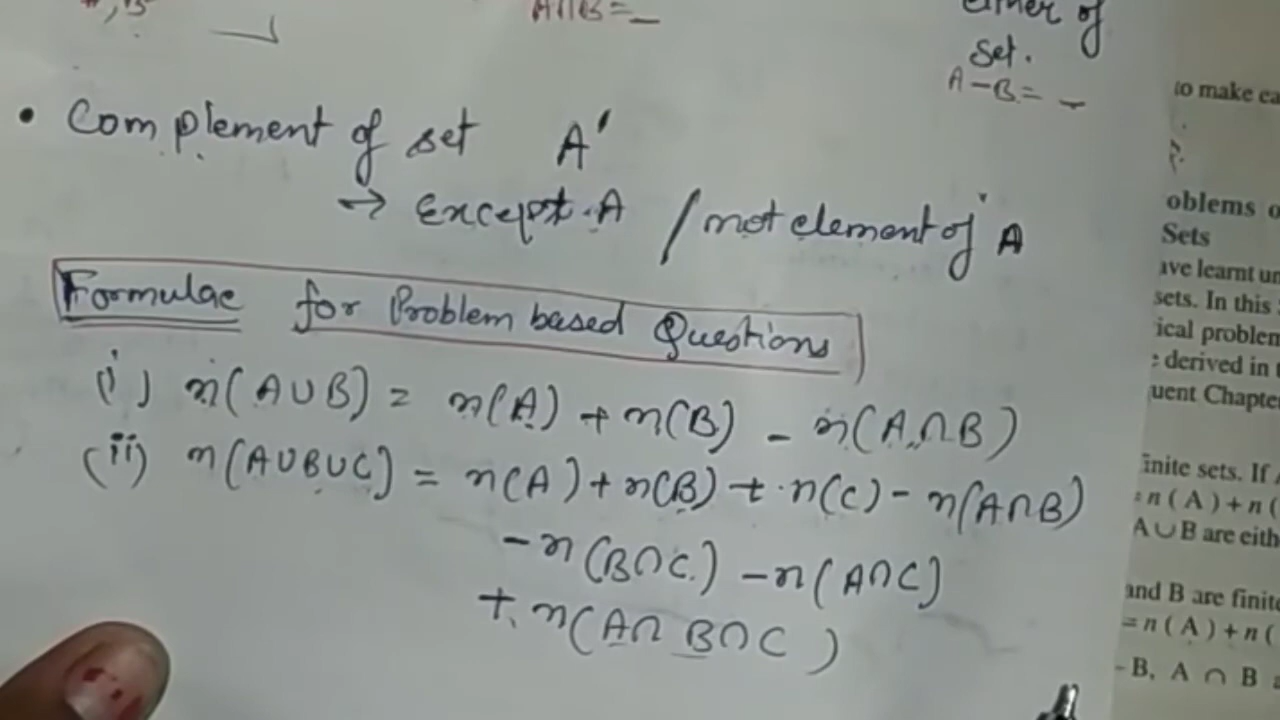 A∩B = _
either of
set.
A - B = _
• Complement of set A'
→ Except A / not element of A
Formulae for Problem based Questions
(i) n(A∪B) = n(A) + n(B) - n(A∩B)
(ii) n(A∪B∪C) = n(A) + n(B) + n(C) - n(A∩B)
- n(B∩C) - n(A∩C)
+ n(A∩B∩C)
to make ea
oblems o
Sets
ave learnt un
sets. In this
ical problem
e derived in t
uent Chapte
inite sets. If
= n ( A ) + n (
A ∪ B are eith
and B are finite
= n ( A ) + n (
- B, A ∩ B a